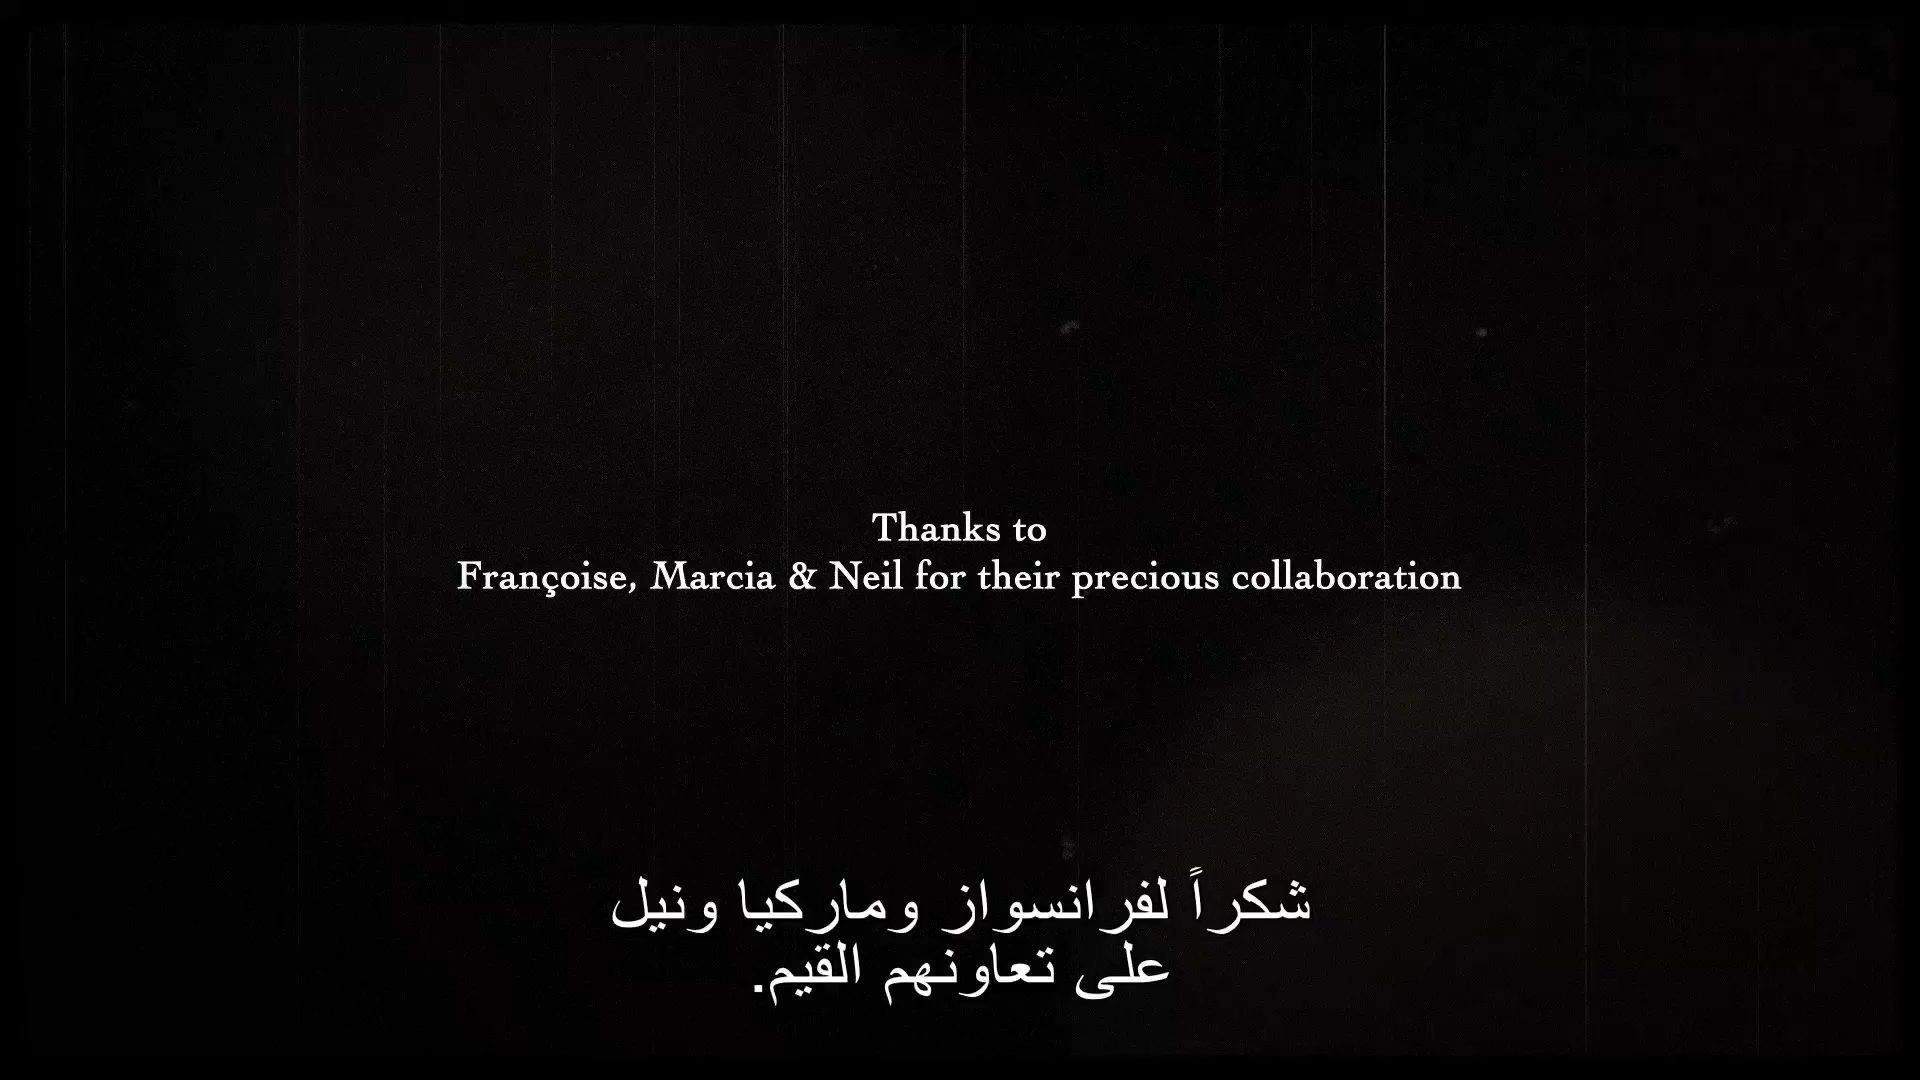 Thanks to
Françoise, Marcia & Neil for their precious collaboration
شكراً لفرانسواز وماركيا ونيل
على تعاونهم القيم.